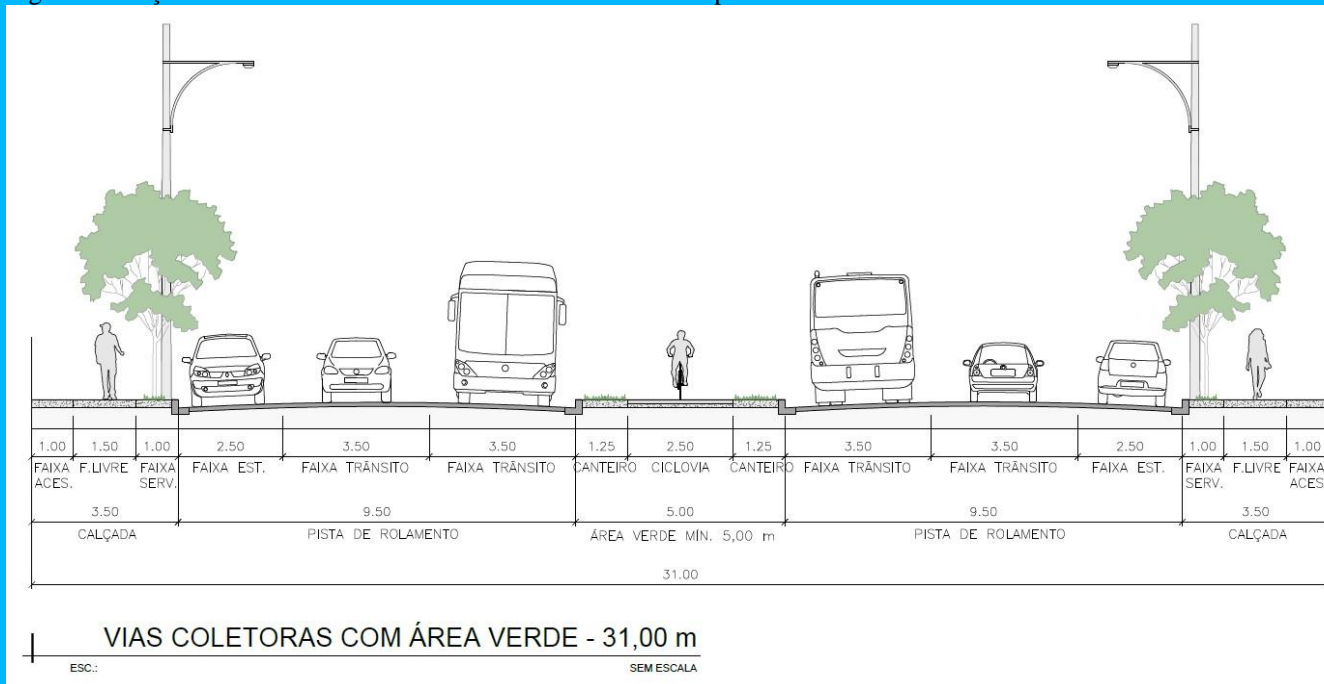 1.00 1.50 1.00 2.50 3.50 3.50 1.25 2.50 1.25 3.50 3.50 2.50 1.00 1.50 1.00
FAIXA F.LIVRE FAIXA FAIXA EST. FAIXA TRÂNSITO FAIXA TRÂNSITO CANTEIRO CICLOVIA CANTEIRO FAIXA TRÂNSITO FAIXA TRÂNSITO FAIXA EST. FAIXA F.LIVRE FAIXA
ACES. SERV. SERV. ACES
3.50 9.50 5.00 9.50 3.50
CALÇADA PISTA DE ROLAMENTO ÁREA VERDE MÍN. 5,00 m PISTA DE ROLAMENTO CALÇADA
31.00
VIAS COLETORAS COM ÁREA VERDE - 31,00 m
ESC.: SEM ESCALA